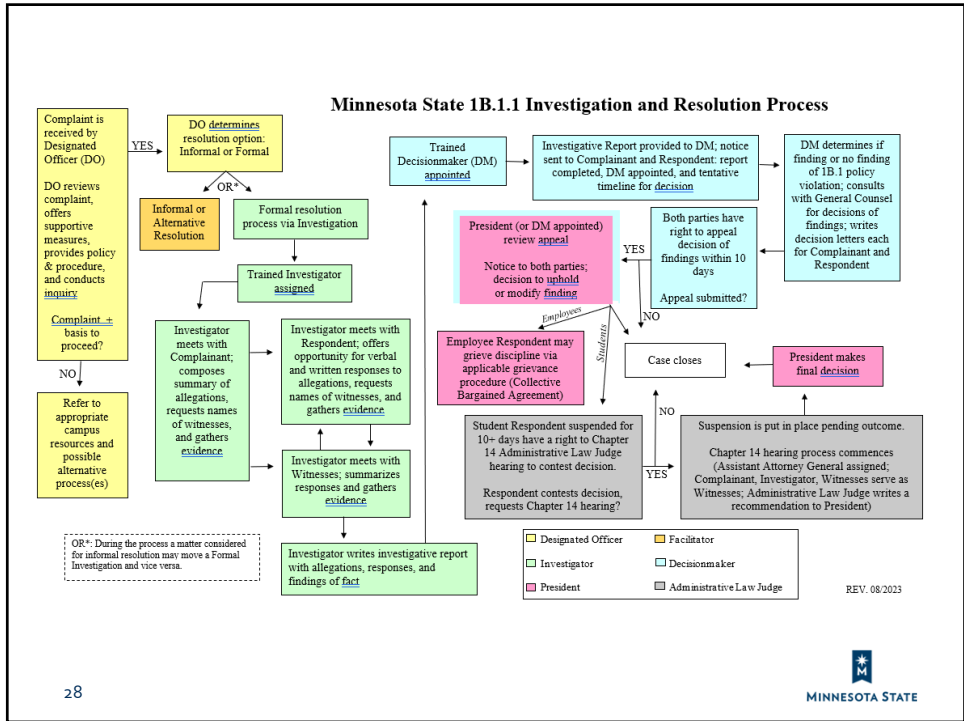 Minnesota State 1B.1.1 Investigation and Resolution Process
Complaint is
received by
Designated
Officer (DO)
DO reviews
complaint,
offers
supportive
measures,
provides policy
& procedure,
and conducts
inquiry
Complaint +
basis to
proceed?
YES
NO
Refer to
appropriate
campus
resources and
possible
alternative
process(es)
DO determines
resolution option:
Informal or Formal
OR*
Informal or
Alternative
Resolution
Formal resolution
process via Investigation
Trained Investigator
assigned
Investigator
meets with
Complainant;
composes
summary of
allegations,
requests names
of witnesses,
and gathers
evidence
Investigator meets with
Respondent; offers
opportunity for verbal
and written responses to
allegations, requests
names of witnesses, and
gathers evidence
Investigator meets with
Witnesses; summarizes
responses and gathers
evidence
Investigator writes investigative report
with allegations, responses, and
findings of fact
OR*: During the process a matter considered
for informal resolution may move a Formal
Investigation and vice versa.
Trained
Decisionmaker (DM)
appointed
Investigative Report provided to DM; notice
sent to Complainant and Respondent: report
completed, DM appointed, and tentative
timeline for decision
DM determines if
finding or no finding
of 1B.1 policy
violation; consults
with General Counsel
for decisions of
findings; writes
decision letters each
for Complainant and
Respondent
Both parties have
right to appeal
decision of
findings within 10
days
Appeal submitted?
YES
NO
President (or DM appointed)
review appeal
Notice to both parties;
decision to uphold
or modify finding
Employees
Students
Employee Respondent may
grieve discipline via
applicable grievance
procedure (Collective
Bargained Agreement)
Case closes
President makes
final decision
Student Respondent suspended for
10+ days have a right to Chapter
14 Administrative Law Judge
hearing to contest decision.
Respondent contests decision,
requests Chapter 14 hearing?
NO
YES
Suspension is put in place pending outcome.
Chapter 14 hearing process commences
(Assistant Attorney General assigned;
Complainant, Investigator, Witnesses serve as
Witnesses; Administrative Law Judge writes a
recommendation to President)
Designated Officer
Facilitator
Investigator
Decisionmaker
President
Administrative Law Judge
REV. 08/2023
28
M
MINNESOTA STATE